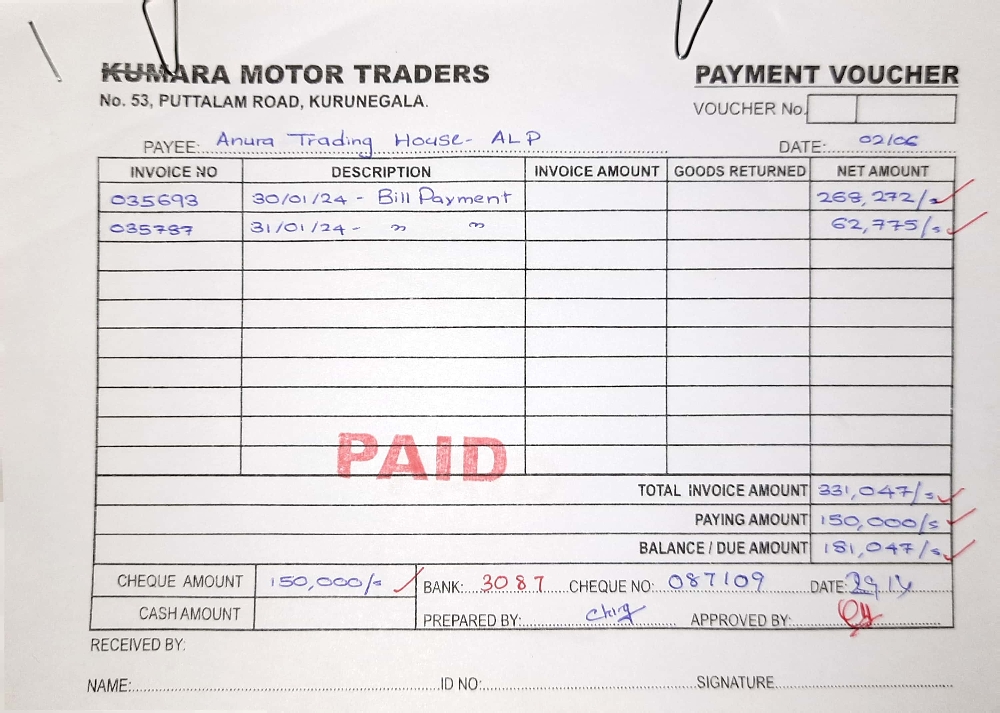 KUMARA MOTOR TRADERS
PAYMENT VOUCHER
No. 53, PUTTALAM ROAD, KURUNEGALA.
VOUCHER No.
PAYEE: Anura Trading House - ALP DATE: 02/06
INVOICE NO DESCRIPTION INVOICE AMOUNT GOODS RETURNED NET AMOUNT
035693 30/01/24 - Bill Payment 268,272/=
035787 31/01/24 - " " 62,775/=
PAID
TOTAL INVOICE AMOUNT 331,047/=
PAYING AMOUNT 150,000/=
BALANCE / DUE AMOUNT 181,047/=
CHEQUE AMOUNT 150,000/= BANK: 3087 CHEQUE NO: 087109 DATE:
CASH AMOUNT PREPARED BY: APPROVED BY:
RECEIVED BY:
NAME: ID NO: SIGNATURE